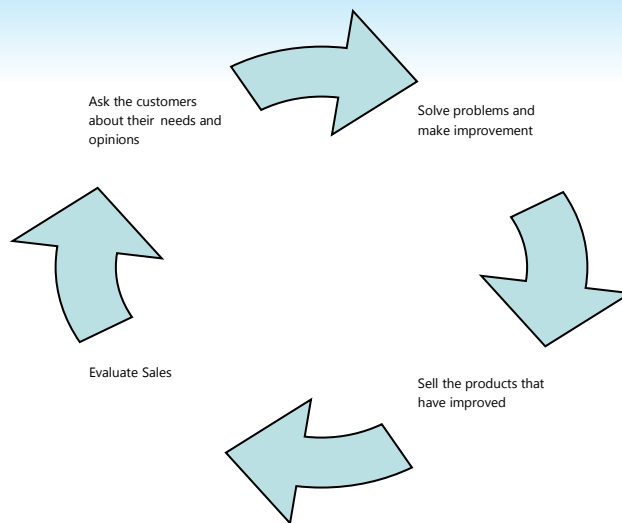 Ask the customers
about their needs and
opinions
Solve problems and
make improvement
Sell the products that
have improved
Evaluate Sales